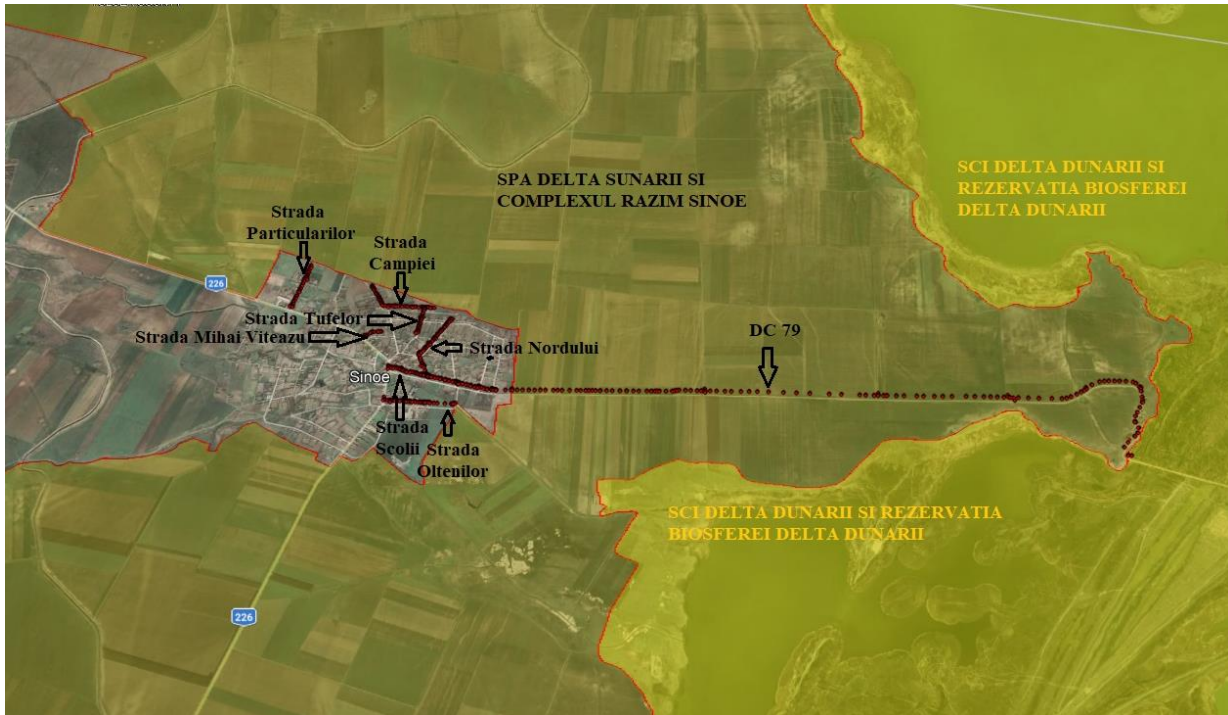 SPA DELTA SUNARII SI
COMPLEXUL RAZIM SINOE
SCI DELTA DUNARII SI
REZERVATIA BIOSFEREI
DELTA DUNARII
Strada
Particularilor
Strada
Campiei
226
Strada Tufelor
Strada Mihai Viteazu
Strada Nordului
DC 79
Sinoe
Strada
Scolii
Strada
Oltenilor
SCI DELTA DUNARII SI REZERVATIA
BIOSFEREI DELTA DUNARII
226